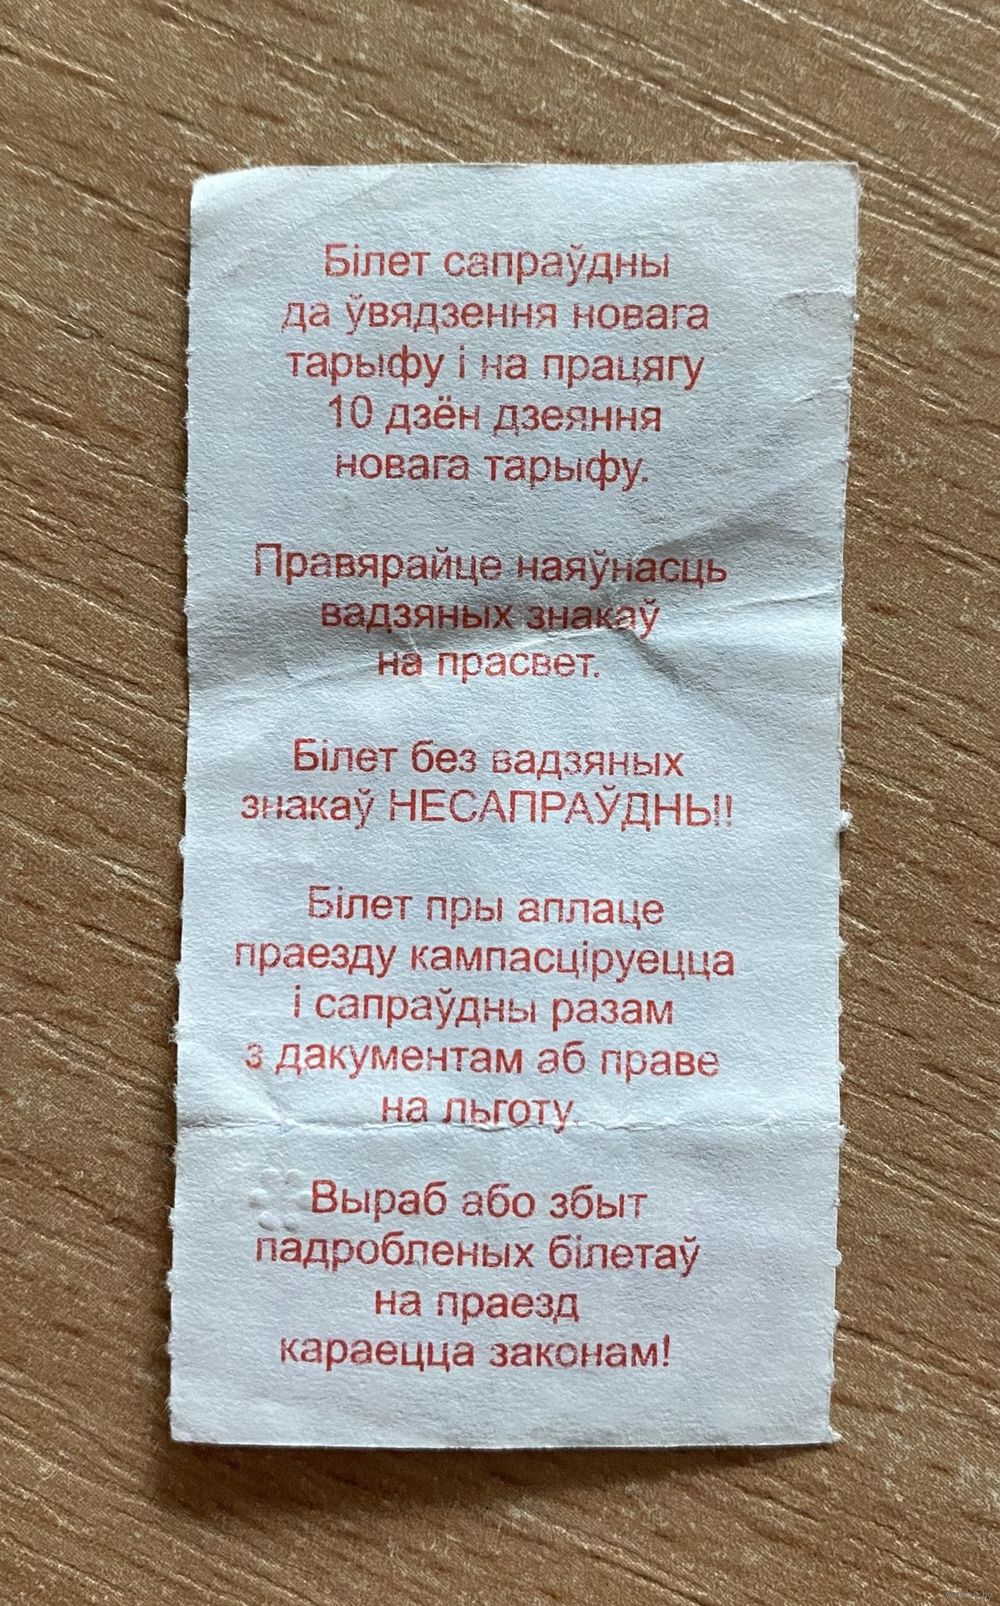 Білет сапраўдны
да ўвядзення новага
тарыфу і на працягу
10 дзён дзеяння
новага тарыфу.
Правярайце наяўнасць
вадзяных знакаў
на прасвет.
Білет без вадзяных
знакаў НЕСАПРАЎДНЫ!
Білет пры аплаце
праезду кампасціруецца
і сапраўдны разам
з дакументам аб праве
на льготу.
Выраб або збыт
падробленых білетаў
на праезд
караецца законам!